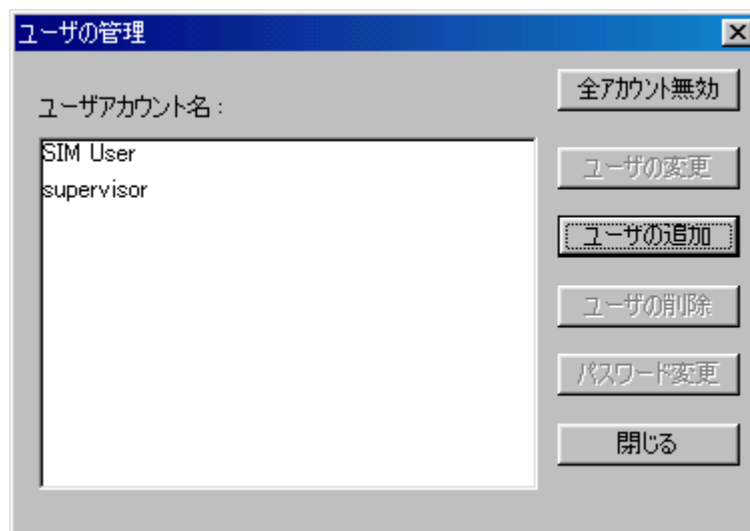 ユーザの管理
ユーザアカウント名:
SIM User
supervisor
全アカウント無効
ユーザの変更
ユーザの追加
ユーザの削除
パスワード変更
閉じる